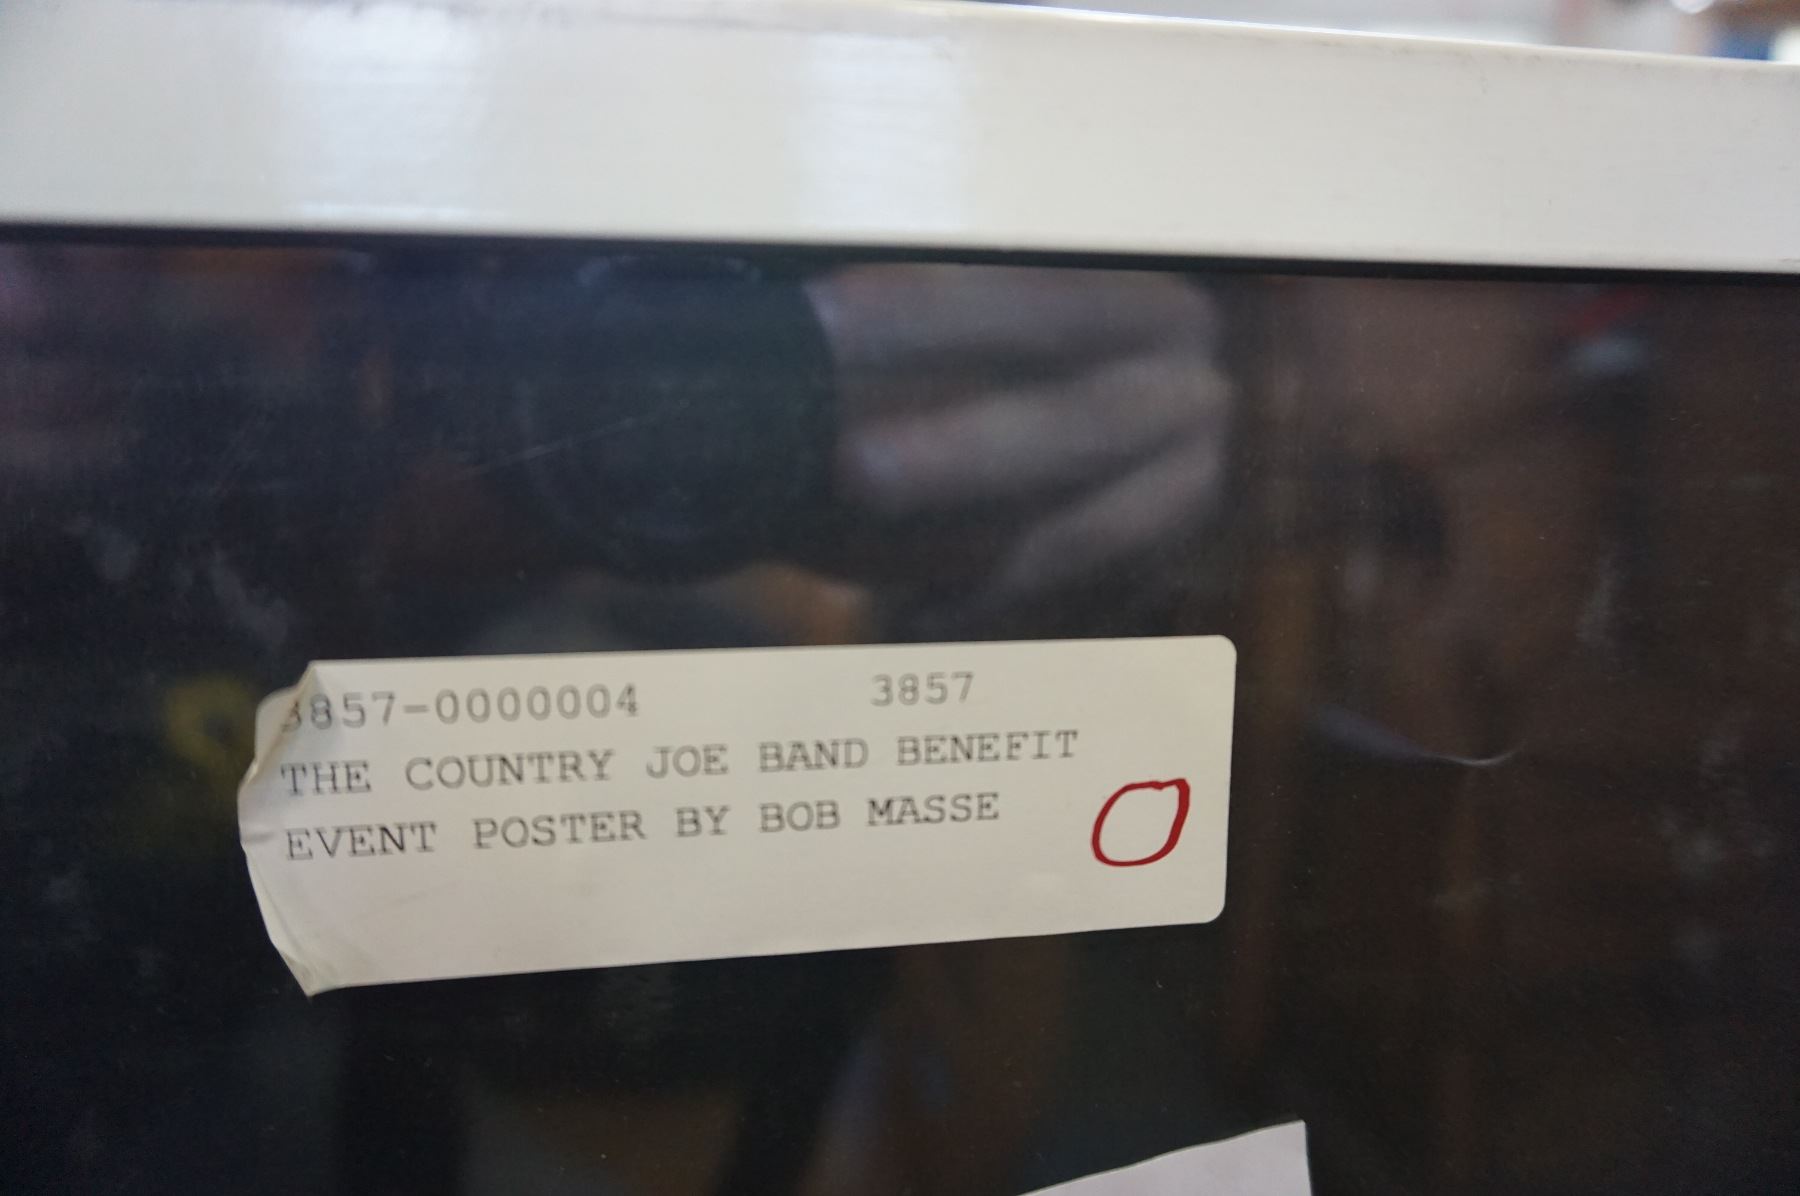 3857-0000004 3857
THE COUNTRY JOE BAND BENEFIT
EVENT POSTER BY BOB MASSE